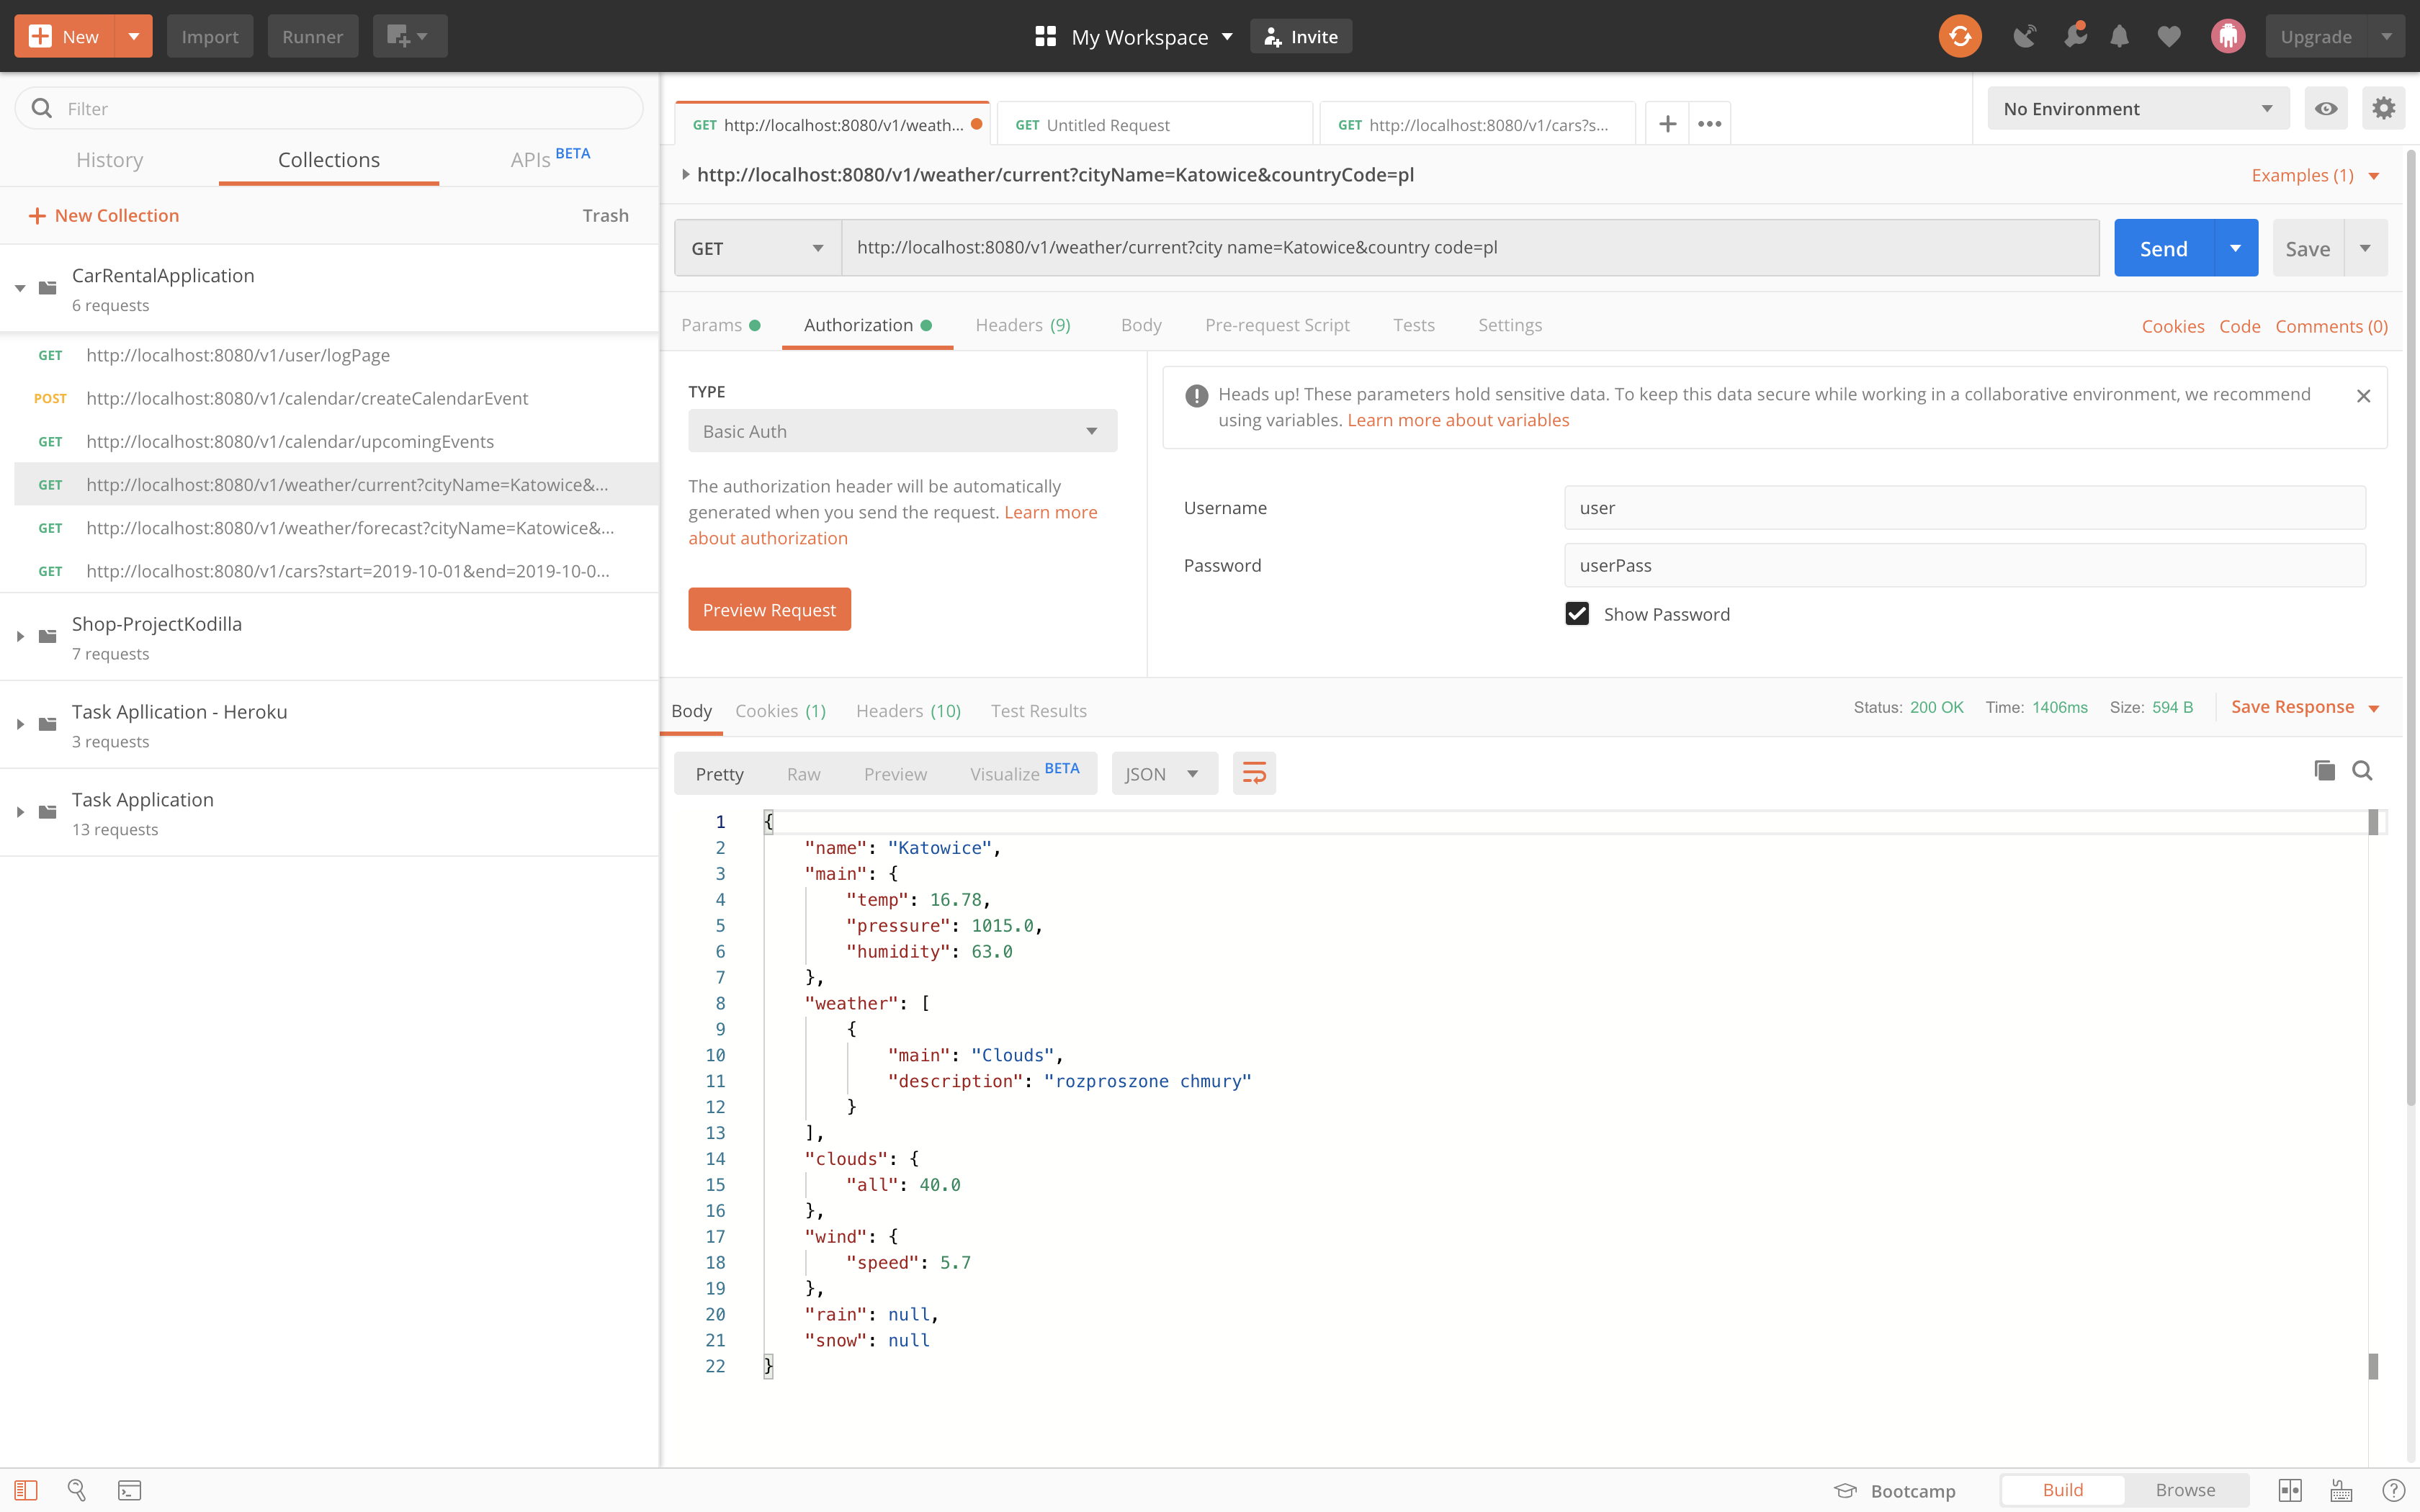 New Import Runner My Workspace Invite Upgrade
Filter
History Collections APIs BETA
New Collection Trash
CarRentalApplication
6 requests
GET http://localhost:8080/v1/user/logPage
POST http://localhost:8080/v1/calendar/createCalendarEvent
GET http://localhost:8080/v1/calendar/upcomingEvents
GET http://localhost:8080/v1/weather/current?cityName=Katowice&...
GET http://localhost:8080/v1/weather/forecast?cityName=Katowice&...
GET http://localhost:8080/v1/cars?start=2019-10-01&end=2019-10-0...
Shop-ProjectKodilla
7 requests
Task Apllication - Heroku
3 requests
Task Application
13 requests
GET http://localhost:8080/v1/weath... GET Untitled Request GET http://localhost:8080/v1/cars?s... No Environment
http://localhost:8080/v1/weather/current?cityName=Katowice&countryCode=pl Examples (1)
GET http://localhost:8080/v1/weather/current?city name=Katowice&country code=pl Send Save
Params Authorization Headers (9) Body Pre-request Script Tests Settings Cookies Code Comments (0)
TYPE
Basic Auth
The authorization header will be automatically
generated when you send the request. Learn more
about authorization
Preview Request
Heads up! These parameters hold sensitive data. To keep this data secure while working in a collaborative environment, we recommend
using variables. Learn more about variables
Username user
Password userPass
Show Password
Body Cookies (1) Headers (10) Test Results Status: 200 OK Time: 1406ms Size: 594 B Save Response
Pretty Raw Preview Visualize BETA JSON
1 {
2 "name": "Katowice",
3 "main": {
4 "temp": 16.78,
5 "pressure": 1015.0,
6 "humidity": 63.0
7 },
8 "weather": [
9 {
10 "main": "Clouds",
11 "description": "rozproszone chmury"
12 }
13 ],
14 "clouds": {
15 "all": 40.0
16 },
17 "wind": {
18 "speed": 5.7
19 },
20 "rain": null,
21 "snow": null
22 }
Bootcamp Build Browse